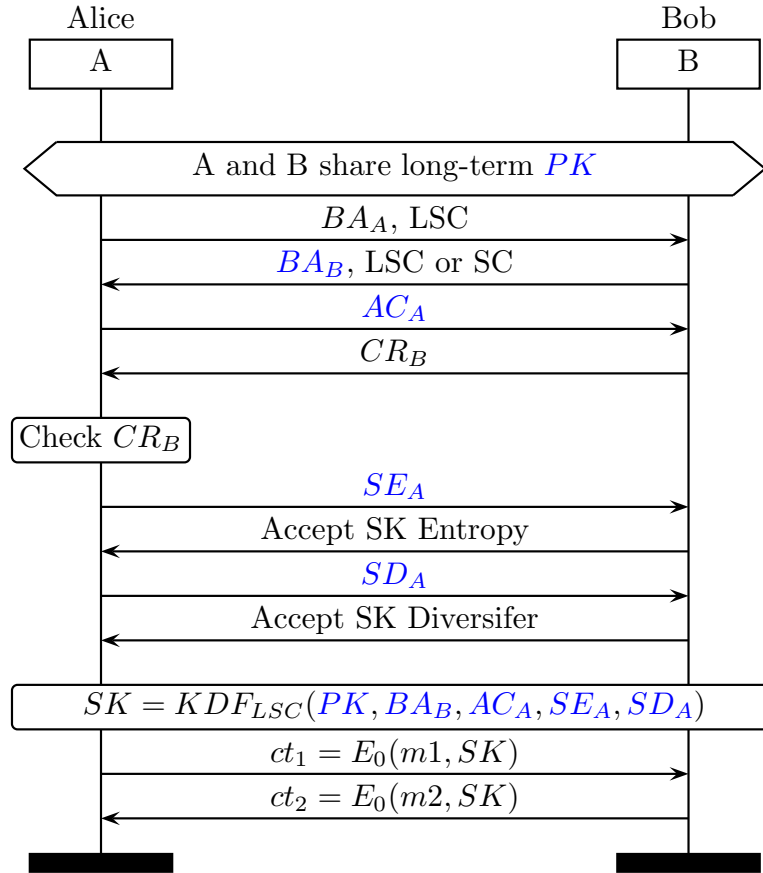 Alice Bob
A B
A and B share long-term PK
BA_A, LSC
BA_B, LSC or SC
AC_A
CR_B
Check CR_B
SE_A
Accept SK Entropy
SD_A
Accept SK Diversifer
SK = KDF_{LSC}(PK, BA_B, AC_A, SE_A, SD_A)
ct_1 = E_0(m1, SK)
ct_2 = E_0(m2, SK)